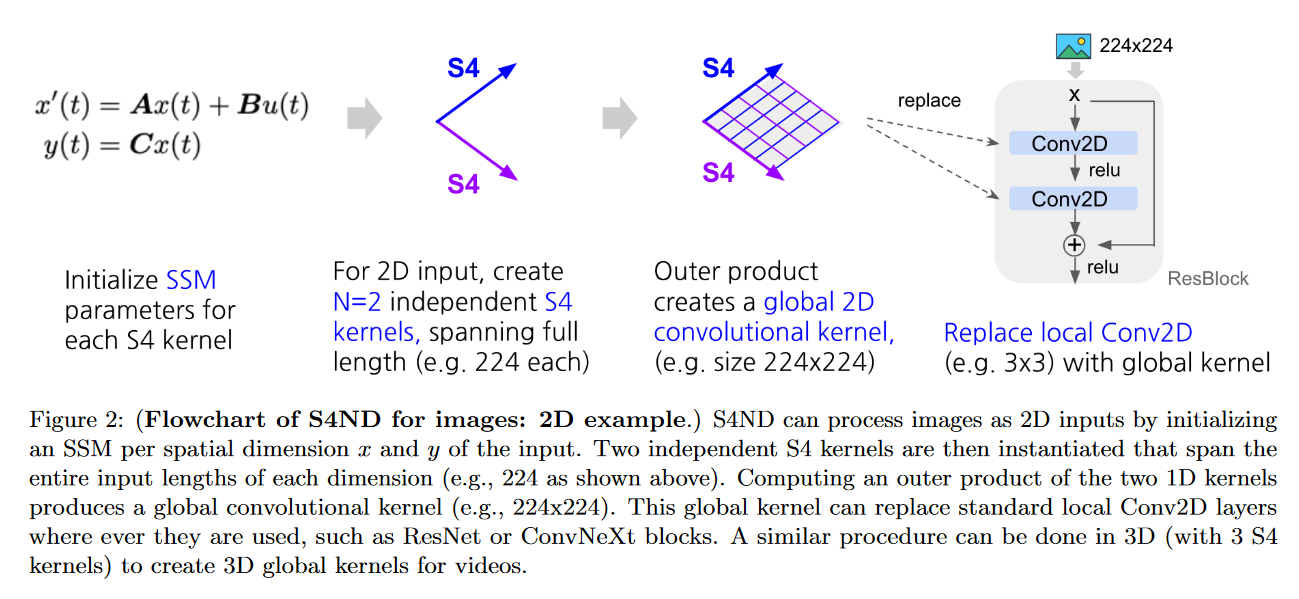 x′(t) = Ax(t) + Bu(t)
y(t) = Cx(t)
S4
S4
S4
S4
replace
224x224
x
Conv2D
relu
Conv2D
+
relu
ResBlock
Initialize SSM
parameters for
each S4 kernel
For 2D input, create
N=2 independent S4
kernels, spanning full
length (e.g. 224 each)
Outer product
creates a global 2D
convolutional kernel,
(e.g. size 224x224)
Replace local Conv2D
(e.g. 3x3) with global kernel
Figure 2: (Flowchart of S4ND for images: 2D example.) S4ND can process images as 2D inputs by initializing
an SSM per spatial dimension x and y of the input. Two independent S4 kernels are then instantiated that span the
entire input lengths of each dimension (e.g., 224 as shown above). Computing an outer product of the two 1D kernels
produces a global convolutional kernel (e.g., 224x224). This global kernel can replace standard local Conv2D layers
where ever they are used, such as ResNet or ConvNeXt blocks. A similar procedure can be done in 3D (with 3 S4
kernels) to create 3D global kernels for videos.